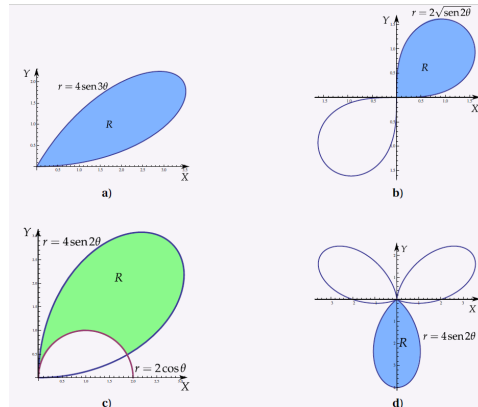 r = 2√sen 2θ
Y
r = 4 sen 3θ
R
X
a)
Y
R
X
b)
Y
r = 4 sen 2θ
R
r = 2 cos θ
X
c)
Y
X
r = 4 sen 2θ
R
d)